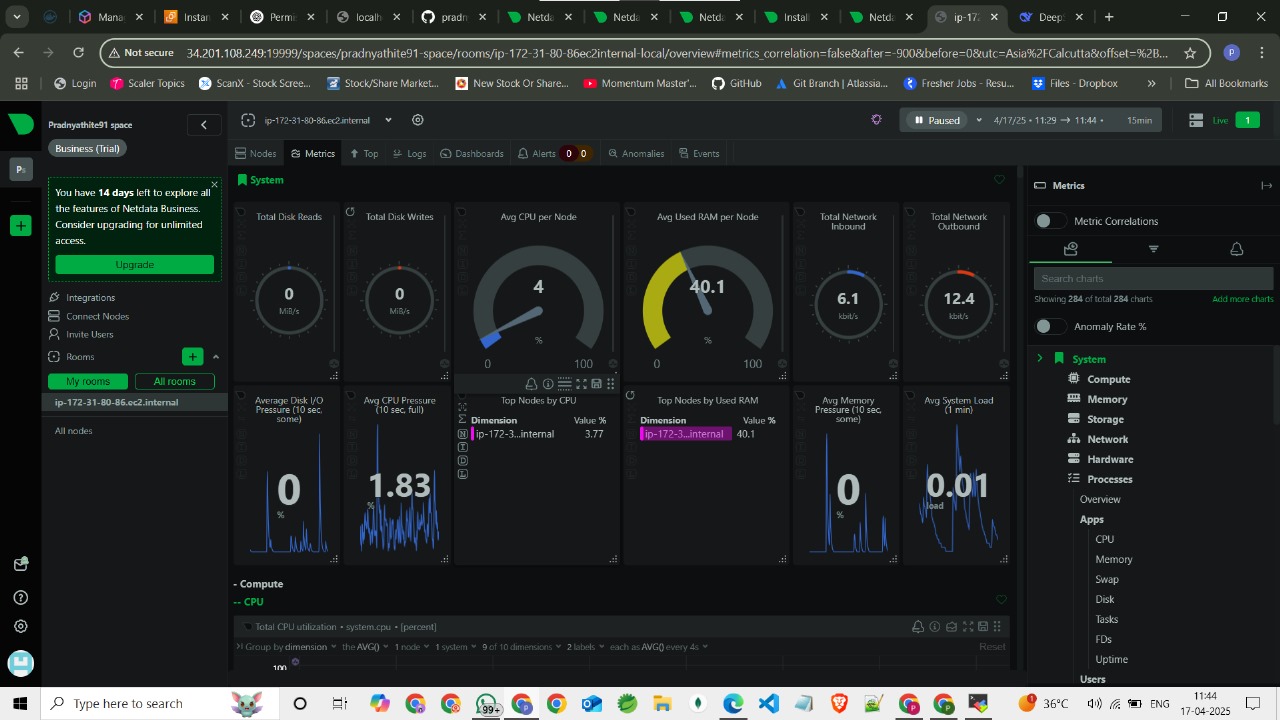 Manag
Instan
Permi
localh
pradn
Netda
Netda
Netda
Install
Netda
ip-172
Deep
Not secure
34.201.108.249:19999/spaces/pradnyathite91-space/rooms/ip-172-31-80-86ec2internal-local/overview#metrics_correlation=false&after=-900&before=0&utc=Asia%2FCalcutta&offset=%2B...
P
Login
Scaler Topics
ScanX - Stock Scree...
Stock/Share Market...
New Stock Or Share...
Momentum Master'...
GitHub
Git Branch | Atlassia...
Fresher Jobs - Resu...
Files - Dropbox
All Bookmarks
Pradnyathite91 space
Business (Trial)
Ps
You have 14 days left to explore all
the features of Netdata Business.
Consider upgrading for unlimited
access.
Upgrade
Integrations
Connect Nodes
Invite Users
Rooms
My rooms
All rooms
ip-172-31-80-86.ec2.internal
All nodes
ip-172-31-80-86.ec2.internal
Paused
4/17/25 • 11:29 → 11:44 •
15min
Live
1
Nodes
Metrics
Top
Logs
Dashboards
Alerts
0
0
Anomalies
Events
System
Total Disk Reads
0
MiB/s
Total Disk Writes
0
MiB/s
Avg CPU per Node
4
%
0
100
Avg Used RAM per Node
40.1
%
0
100
Total Network
Inbound
6.1
kbit/s
Total Network
Outbound
12.4
kbit/s
Average Disk I/O
Pressure (10 sec,
some)
0
%
Avg CPU Pressure
(10 sec, full)
1.83
%
Top Nodes by CPU
Dimension
Value %
ip-172-3...internal
3.77
Top Nodes by Used RAM
Dimension
Value %
ip-172-3...internal
40.1
Avg Memory
Pressure (10 sec,
some)
0
%
Avg System Load
(1 min)
0.01
load
- Compute
-- CPU
Total CPU utilization • system.cpu • [percent]
Group by dimension
the AVG()
1 node
1 system
9 of 10 dimensions
2 labels
each as AVG() every 4s
Reset
100
Metrics
Metric Correlations
Search charts
Showing 284 of total 284 charts
Add more charts
Anomaly Rate %
System
Compute
Memory
Storage
Network
Hardware
Processes
Overview
Apps
CPU
Memory
Swap
Disk
Tasks
FDs
Uptime
Users
Type here to search
99+
36°C
ENG
11:44
17-04-2025